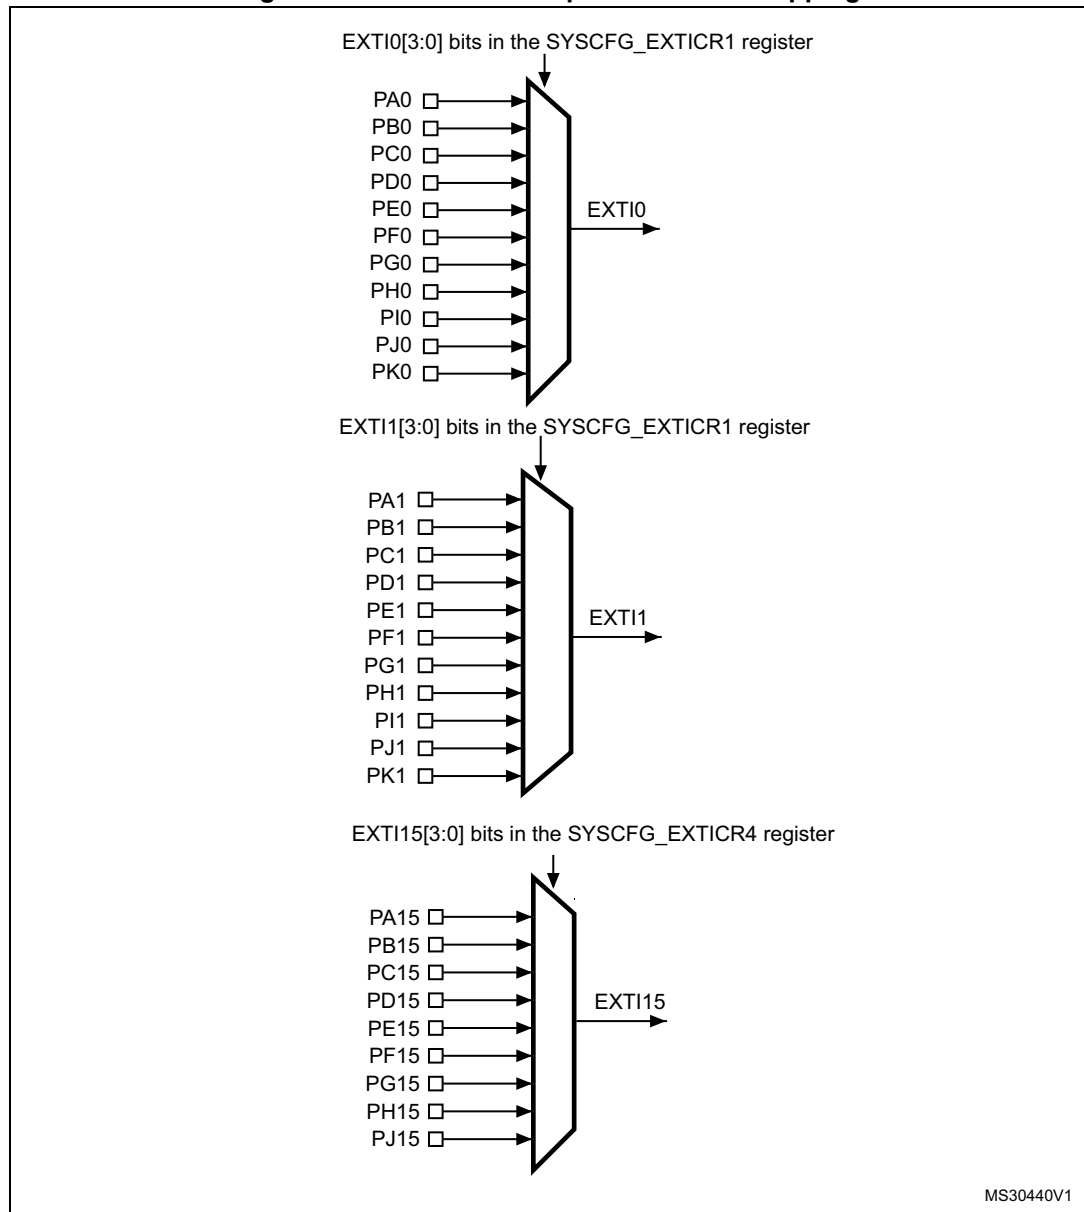 EXTI0[3:0] bits in the SYSCFG_EXTICR1 register
PA0
PB0
PC0
PD0
PE0
EXTI0
PF0
PG0
PH0
PI0
PJ0
PK0
EXTI1[3:0] bits in the SYSCFG_EXTICR1 register
PA1
PB1
PC1
PD1
PE1
EXTI1
PF1
PG1
PH1
PI1
PJ1
PK1
EXTI15[3:0] bits in the SYSCFG_EXTICR4 register
PA15
PB15
PC15
PD15
EXTI15
PE15
PF15
PG15
PH15
PJ15
MS30440V1